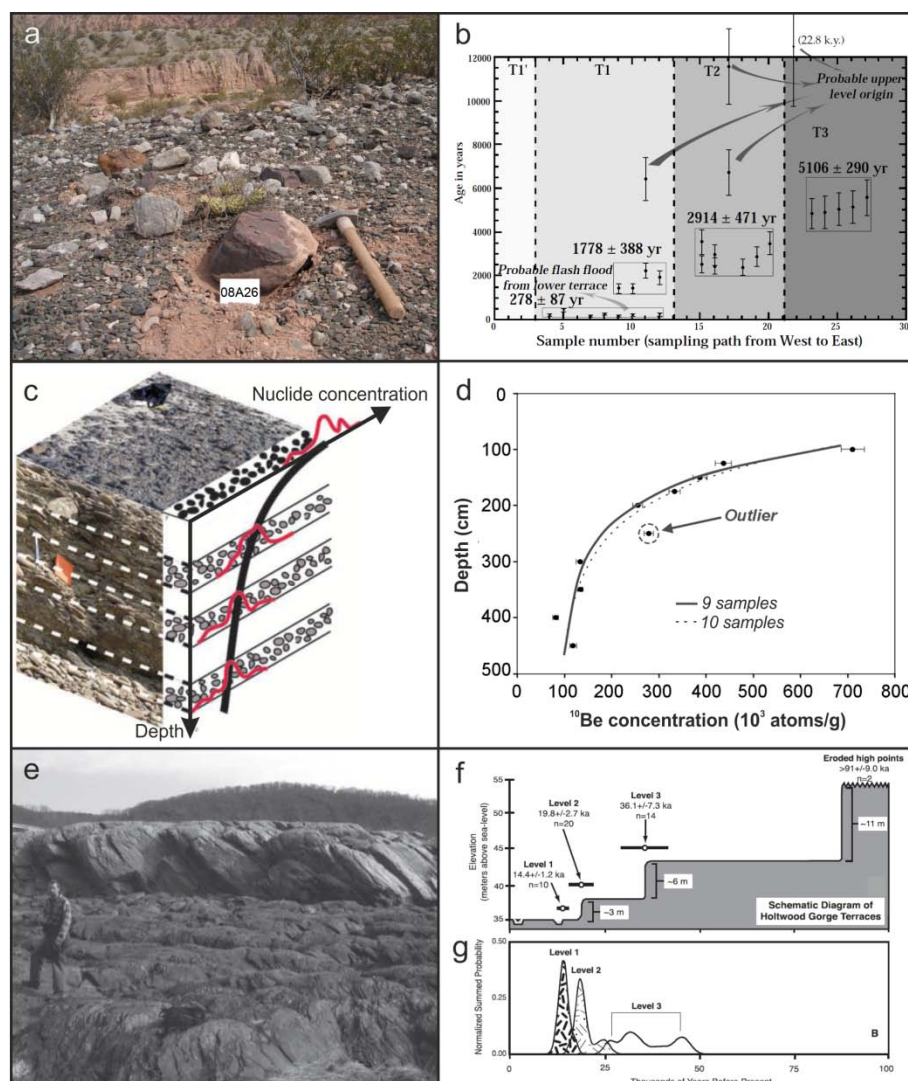 a
08A26
b
12000
10000
8000
6000
4000
2000
0
Age in years
T1'
T1
T2
T3
(22.8 k.y.)
Probable upper
level origin
5106 ± 290 yr
2914 ± 471 yr
1778 ± 388 yr
Probable flash flood
from lower terrace
278 ± 87 yr
0 5 10 15 20 25 30
Sample number (sampling path from West to East)
c
Nuclide concentration
Depth
d
0
100
200
300
400
500
Depth (cm)
Outlier
9 samples
10 samples
0 100 200 300 400 500 600 700 800
¹⁰Be concentration (10³ atoms/g)
e
f
55
50
45
40
35
Elevation
(meters above sea-level)
Eroded high points
>91+/-9.0 ka
n=2
Level 3
36.1+/-7.3 ka
n=14
Level 2
19.8+/-2.7 ka
n=20
Level 1
14.4+/-1.2 ka
n=10
~11 m
~6 m
~3 m
Schematic Diagram of
Holtwood Gorge Terraces
g
0.50
0.25
0.00
Normalized Summed Probability
Level 1
Level 2
Level 3
B
0 25 50 75 100
Thousands of Years Before Present